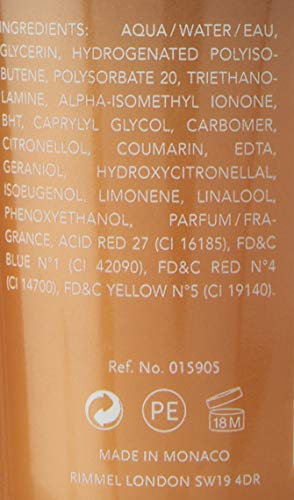 INGREDIENTS: AQUA/WATER/EAU,
GLYCERIN, HYDROGENATED POLYISO-
BUTENE, POLYSORBATE 20, TRIETHANO-
LAMINE, ALPHA-ISOMETHYL IONONE,
BHT, CAPRYLYL GLYCOL, CARBOMER,
CITRONELLOL, COUMARIN, EDTA,
GERANIOL, HYDROXYCITRONELLAL,
ISOEUGENOL, LIMONENE, LINALOOL,
PHENOXYETHANOL, PARFUM/FRA-
GRANCE, ACID RED 27 (CI 16185), FD&C
BLUE N°1 (CI 42090), FD&C RED N°4
(CI 14700), FD&C YELLOW N°5 (CI 19140).
Ref. No. 015905
PE
18M
MADE IN MONACO
RIMMEL LONDON SW19 4DR